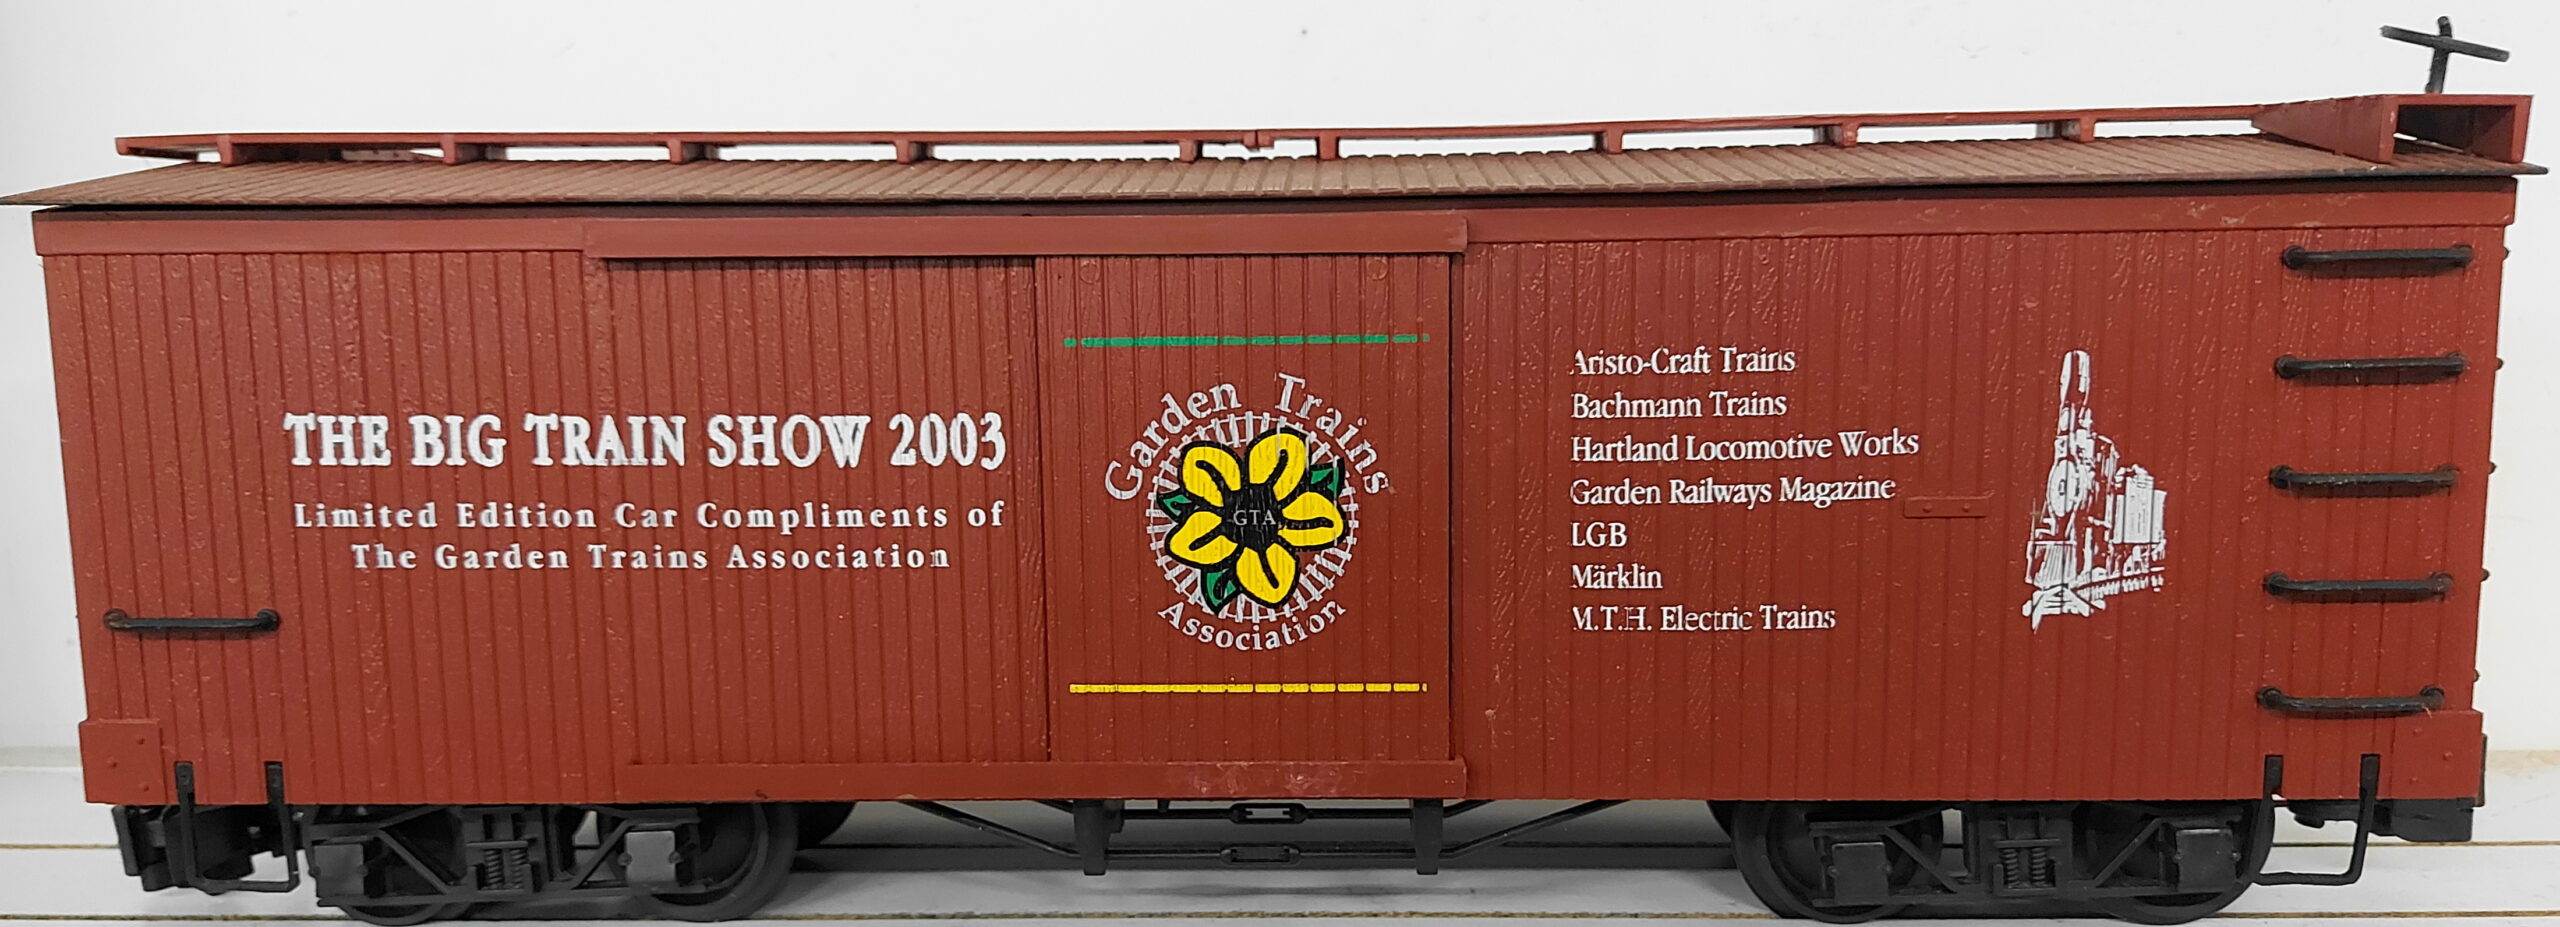 THE BIG TRAIN SHOW 2003
Limited Edition Car Compliments of
The Garden Trains Association
Garden Trains
GTA
Association
Aristo-Craft Trains
Bachmann Trains
Hartland Locomotive Works
Garden Railways Magazine
LGB
Märklin
M.T.H. Electric Trains